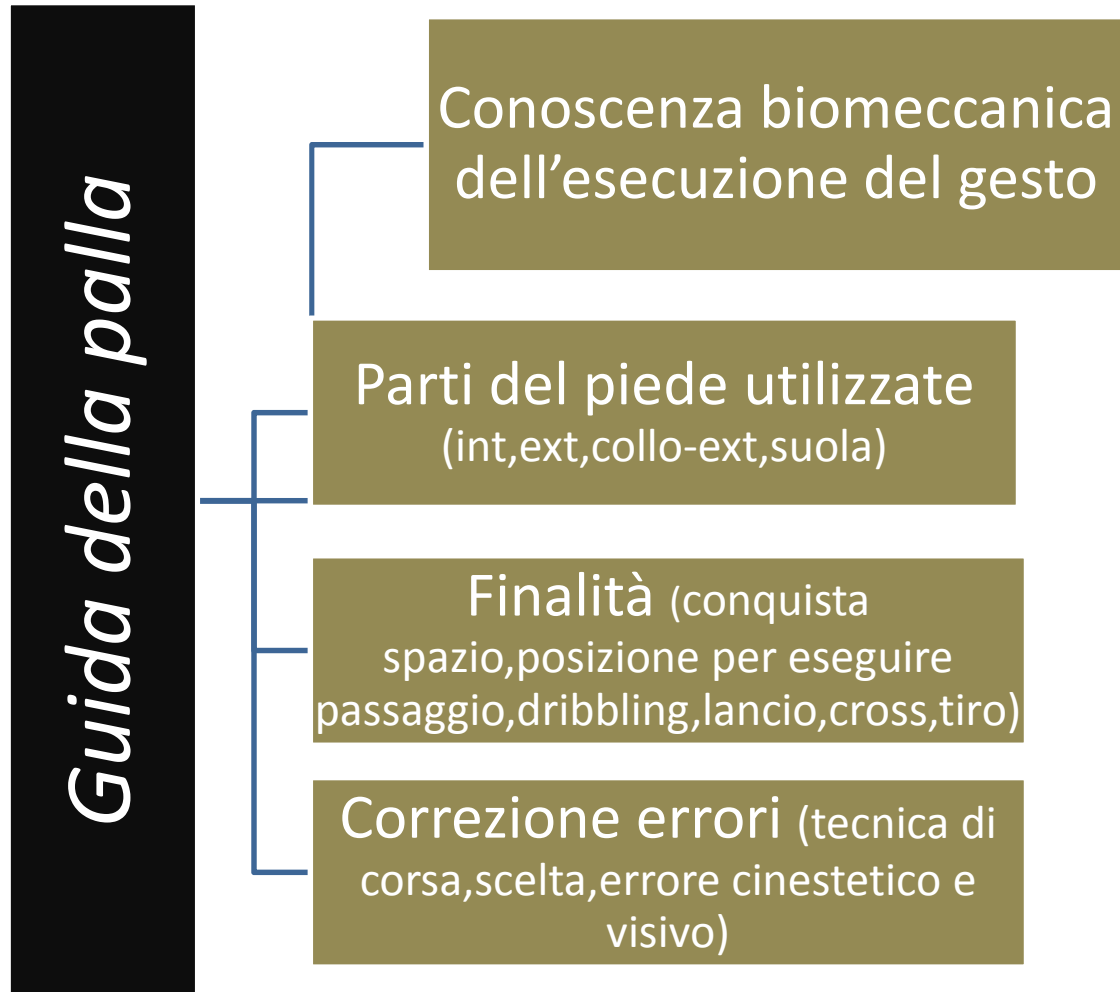 Guida della palla
Conoscenza biomeccanica
dell’esecuzione del gesto
Parti del piede utilizzate
(int,ext,collo-ext,suola)
Finalità (conquista
spazio,posizione per eseguire
passaggio,dribbling,lancio,cross,tiro)
Correzione errori (tecnica di
corsa,scelta,errore cinestetico e
visivo)